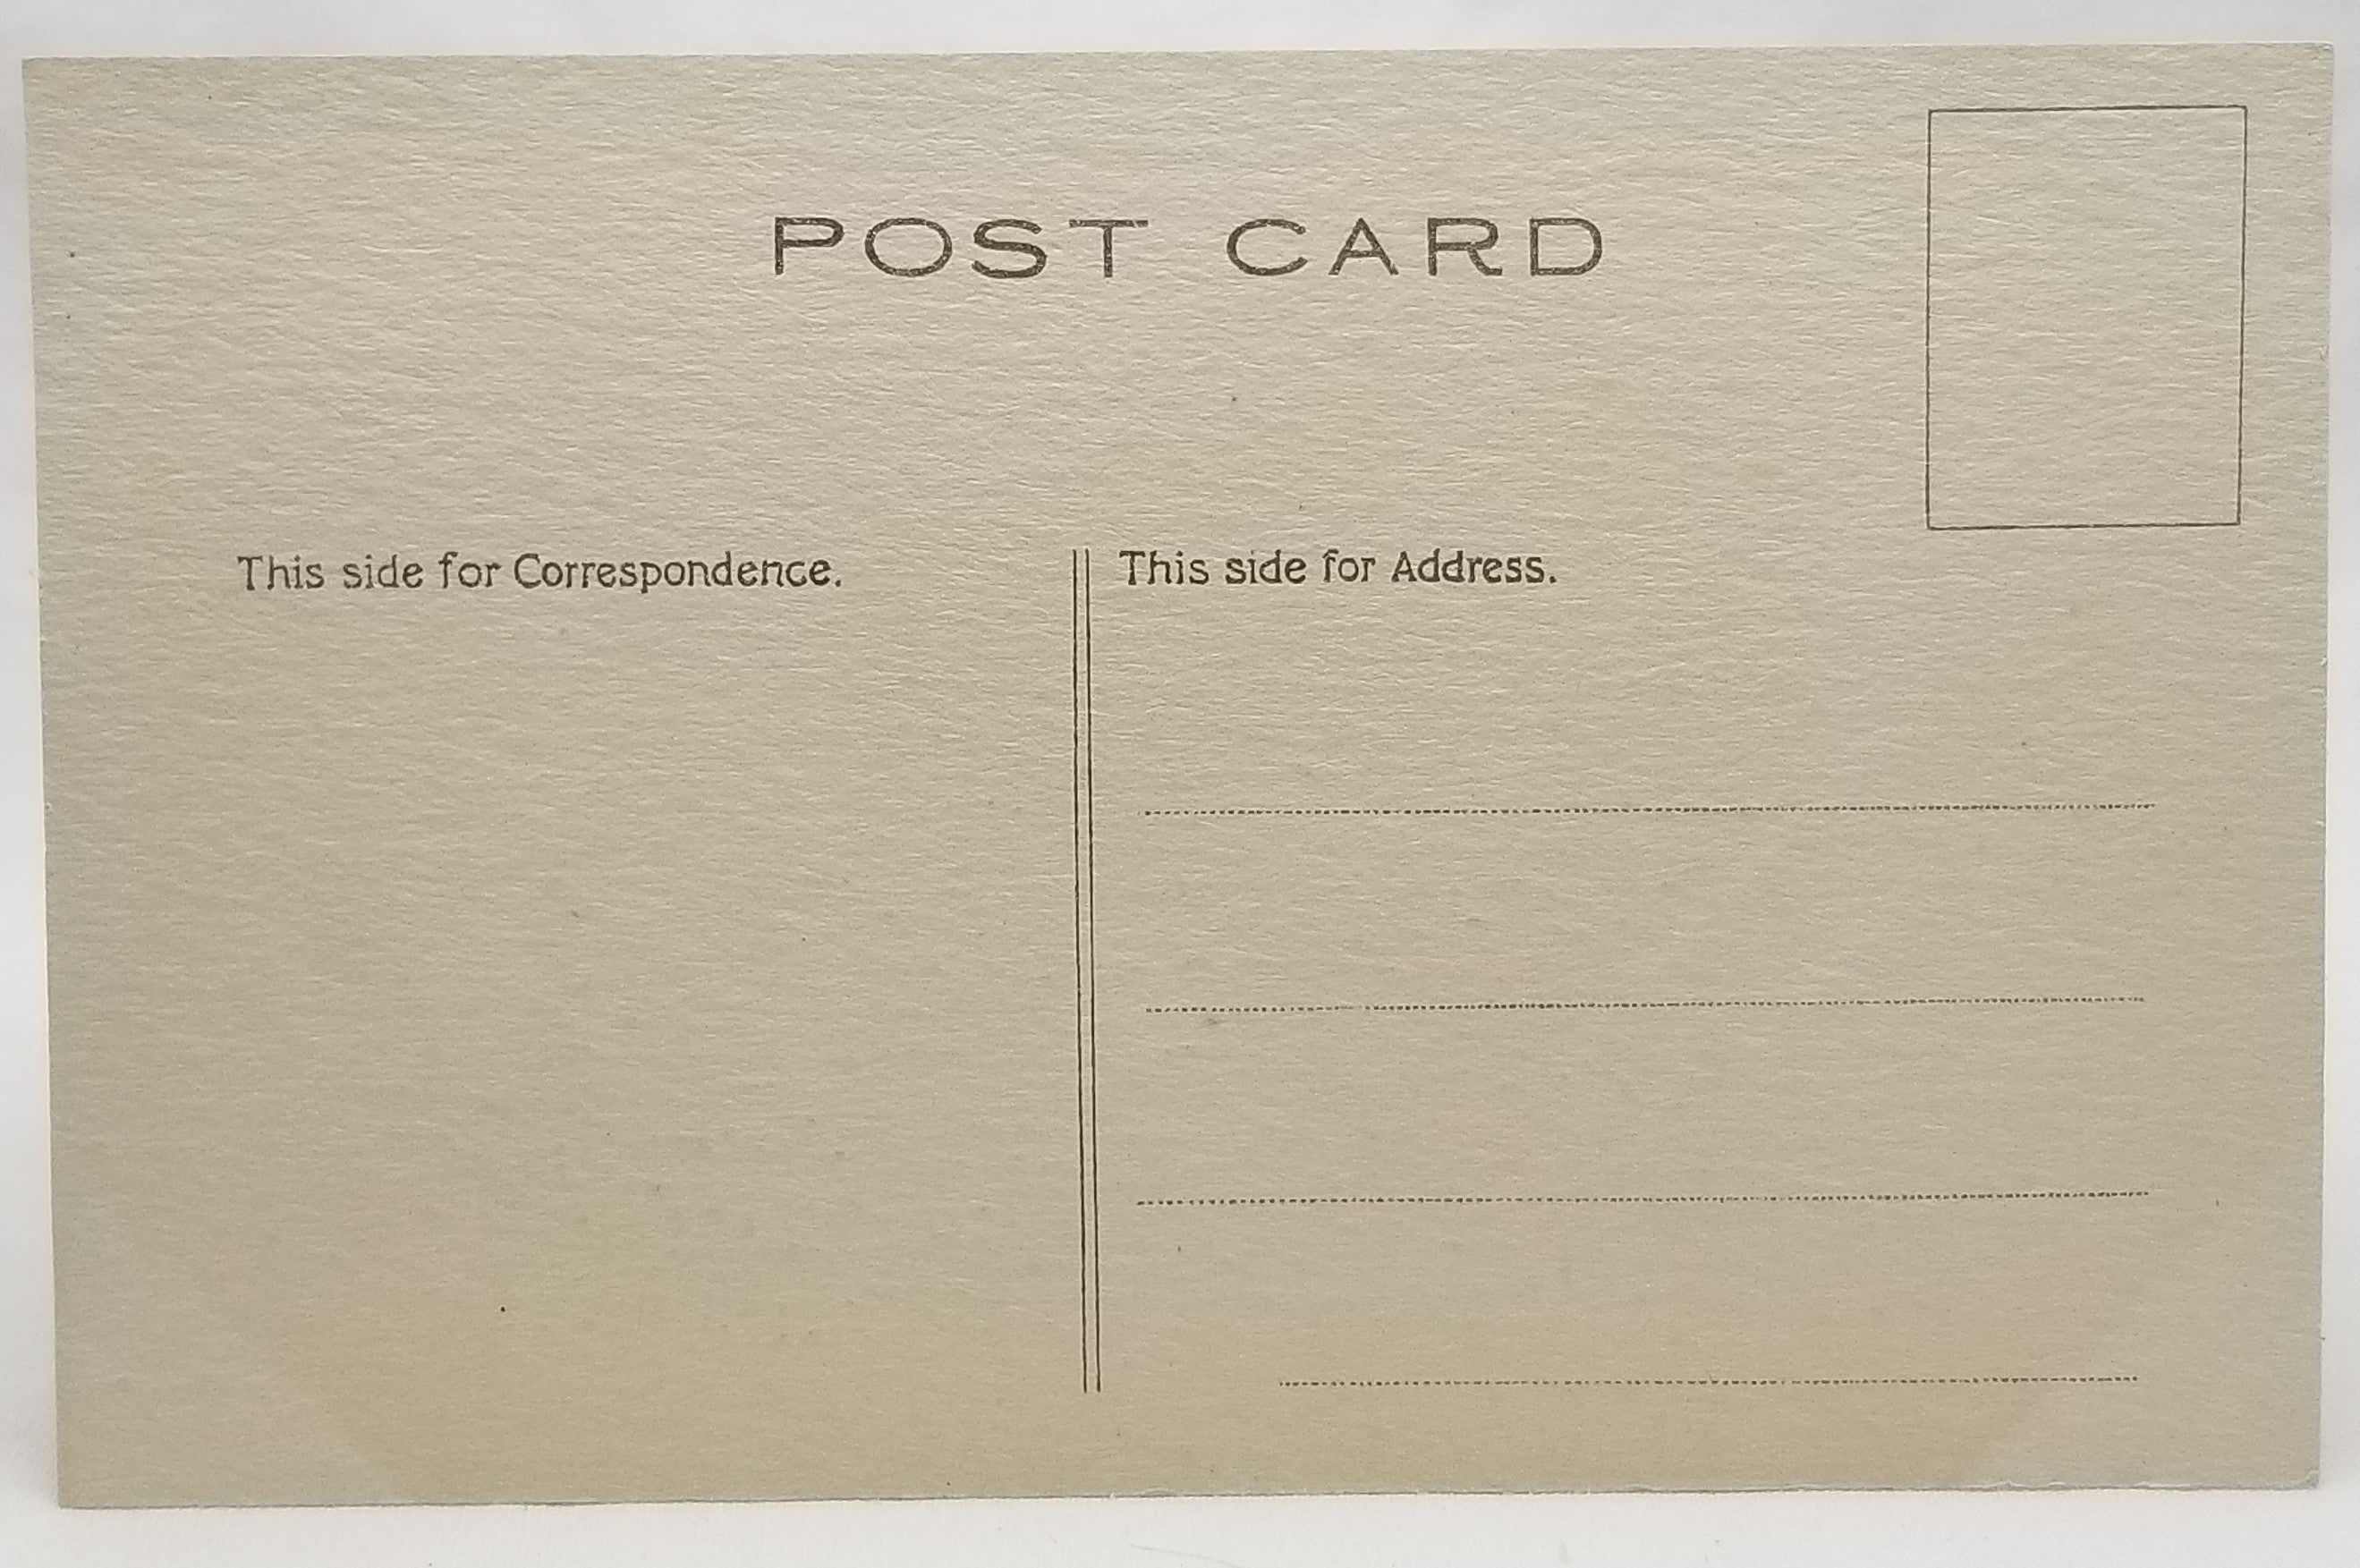 POST CARD
This side for Correspondence.
This side for Address.